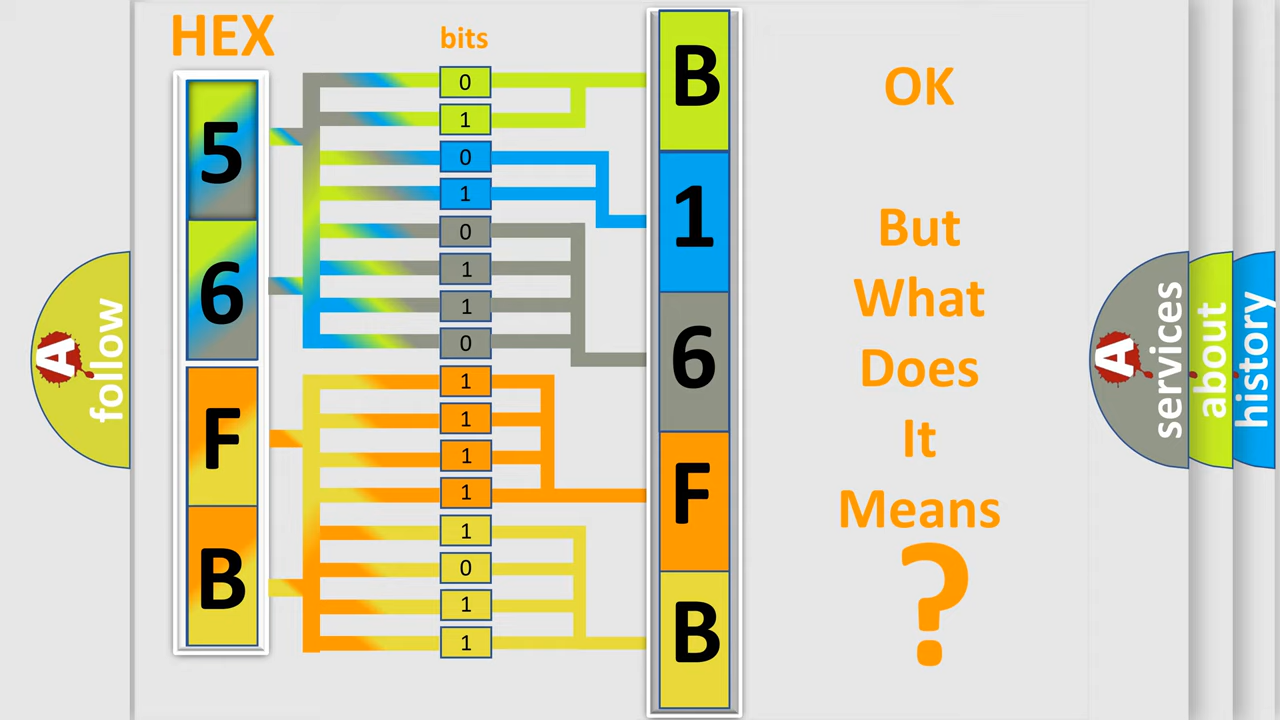 HEX
bits
5
6
F
B
0
1
0
1
0
1
1
0
1
1
1
1
1
0
1
1
B
1
6
F
B
OK
But
What
Does
It
Means
?
A
follow
A
services
about
history